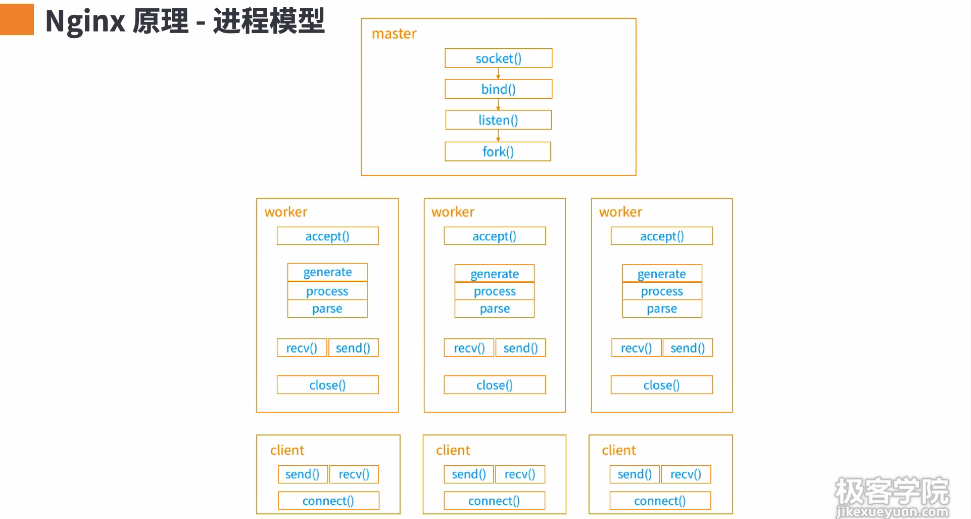 Nginx 原理 - 进程模型
master
socket()
bind()
listen()
fork()
worker worker worker
accept() accept() accept()
generate generate generate
process process process
parse parse parse
recv() send() recv() send() recv() send()
close() close() close()
client client client
send() recv() send() recv() send() recv()
connect() connect() connect()
极客学院
jikexueyuan.com